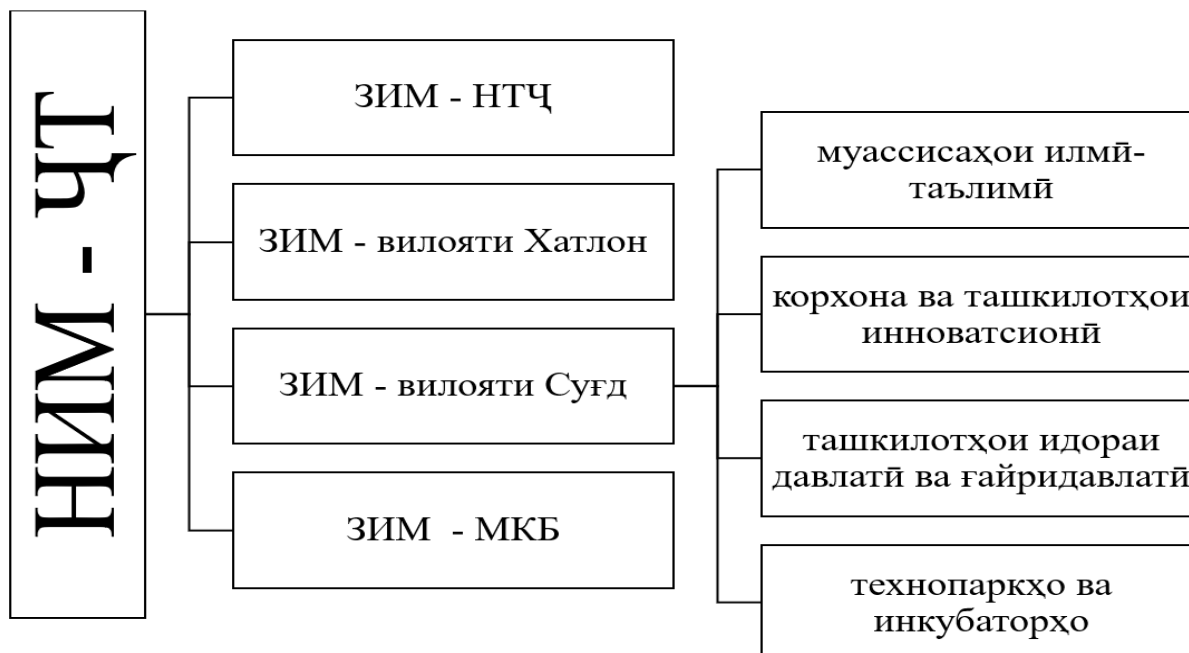 НИМ - ҶТ
ЗИМ - НТҶ
ЗИМ - вилояти Хатлон
ЗИМ - вилояти Суғд
ЗИМ - МКБ
муассисаҳои илмӣ-
таълимӣ
корхона ва ташкилотҳои
инноватсионӣ
ташкилотҳои идораи
давлатӣ ва ғайридавлатӣ
технопаркҳо ва
инкубаторҳо